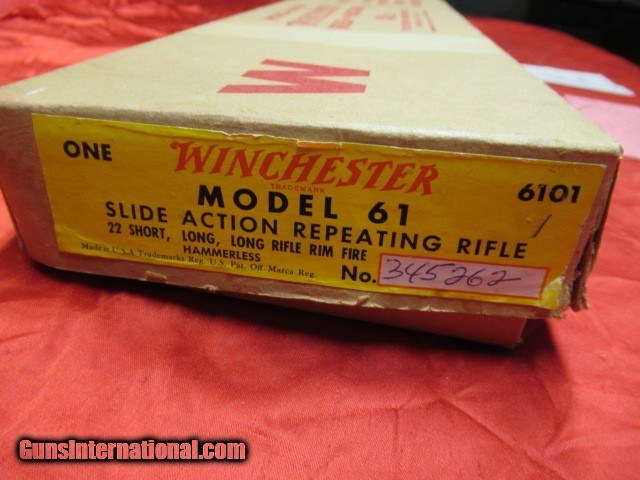 W
ONE WINCHESTER 6101
TRADEMARK
MODEL 61 1
SLIDE ACTION REPEATING RIFLE
22 SHORT, LONG, LONG RIFLE RIM FIRE
HAMMERLESS
Made in U.S.A Trademarks Reg. U.S. Pat. Off. Marca Reg. No. 345262
GunsInternational.com